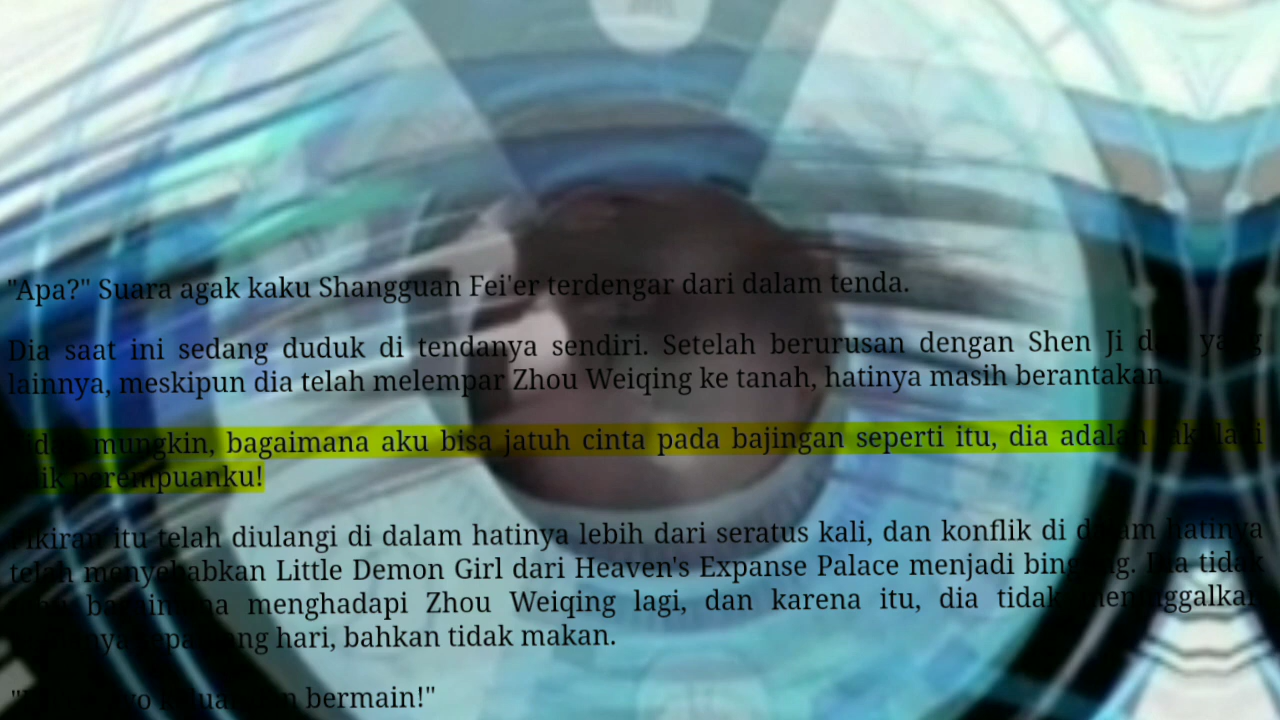 "Apa?" Suara agak kaku Shangguan Fei'er terdengar dari dalam tenda.
Dia saat ini sedang duduk di tendanya sendiri. Setelah berurusan dengan Shen Ji dan yang
lainnya, meskipun dia telah melempar Zhou Weiqing ke tanah, hatinya masih berantakan
mungkin, bagaimana aku bisa jatuh cinta pada bajingan seperti itu, dia adalah
perempuanku!
itu telah diulangi di dalam hatinya lebih dari seratus kali, dan konflik di dalam hatinya
telah menyebabkan Little Demon Girl dari Heaven's Expanse Palace menjadi bingung. Dia tidak
bagaimana menghadapi Zhou Weiqing lagi, dan karena itu, dia tidak meninggalkan
hari, bahkan tidak makan.
bermain!"